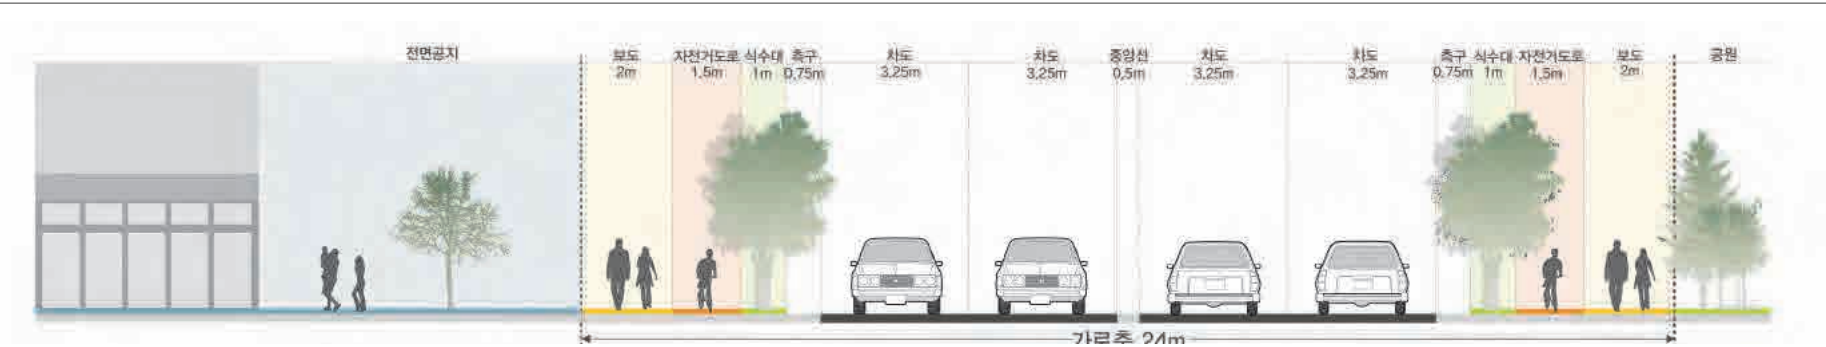 전면공지
보도
2m
자전거도로
1.5m
식수대
1m
측구
0.75m
차도
3.25m
차도
3.25m
중앙선
0.5m
차도
3.25m
차도
3.25m
측구
0.75m
식수대
1m
자전거도로
1.5m
보도
2m
공원
가로축 24m